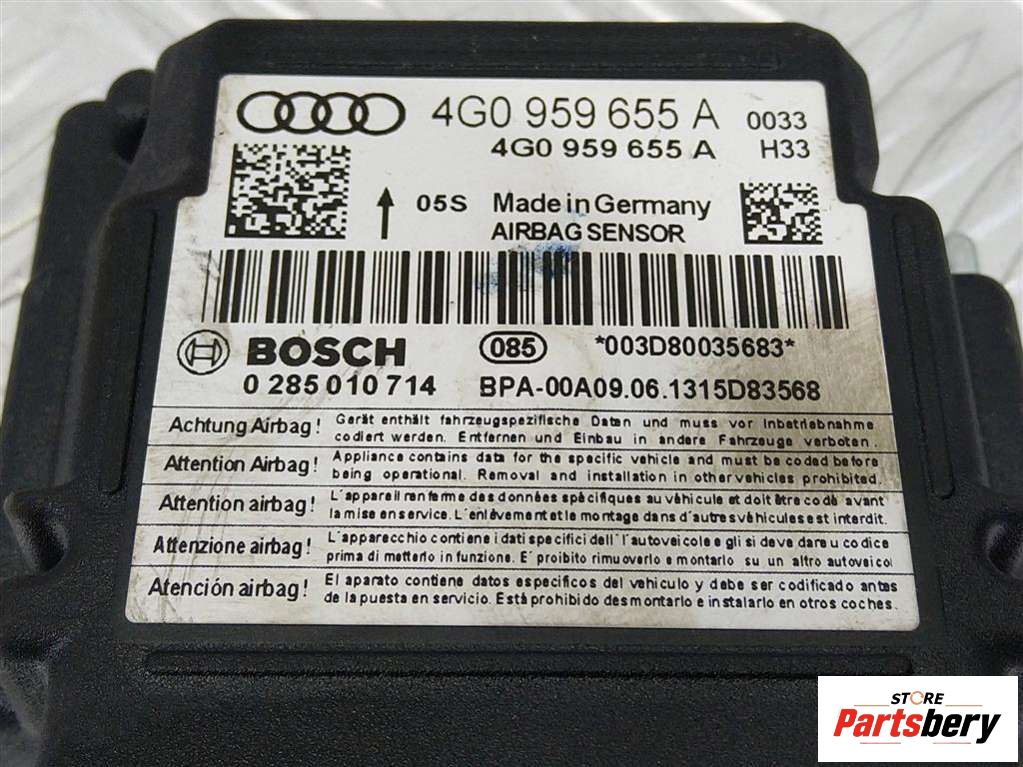 4G0 959 655 A 0033
4G0 959 655 A H33
05S Made in Germany
AIRBAG SENSOR
BOSCH 085 *003D80035683*
0 285 010 714 BPA-00A09.06.1315D83568
Achtung Airbag! Gerät enthält fahrzeugspezifische Daten und muss vor Inbetriebnahme
codiert werden. Entfernen und Einbau in andere Fahrzeuge verboten.
Attention Airbag! Appliance contains data for the specific vehicle and must be coded before
being operational. Removal and installation in other vehicles prohibited.
Attention airbag! L'appareil renferme des données spécifiques au véhicule et doit être codé avant
la mise en service. L'enlèvement et le montage dans d'autres véhicules est interdit.
Attenzione airbag! L'apparecchio contiene i dati specifici dell'autoveicolo e gli si deve dare u codice
prima di metterlo in funzione. E' proibito rimuoverlo e montarlo su un altro autoveicol
Atención airbag! El aparato contiene datos especificos del vehiculo y debe ser codificado antes
de la puesta en servicio. Está prohibido desmontarlo e instalarlo en otros coches.
STORE
Partsbery